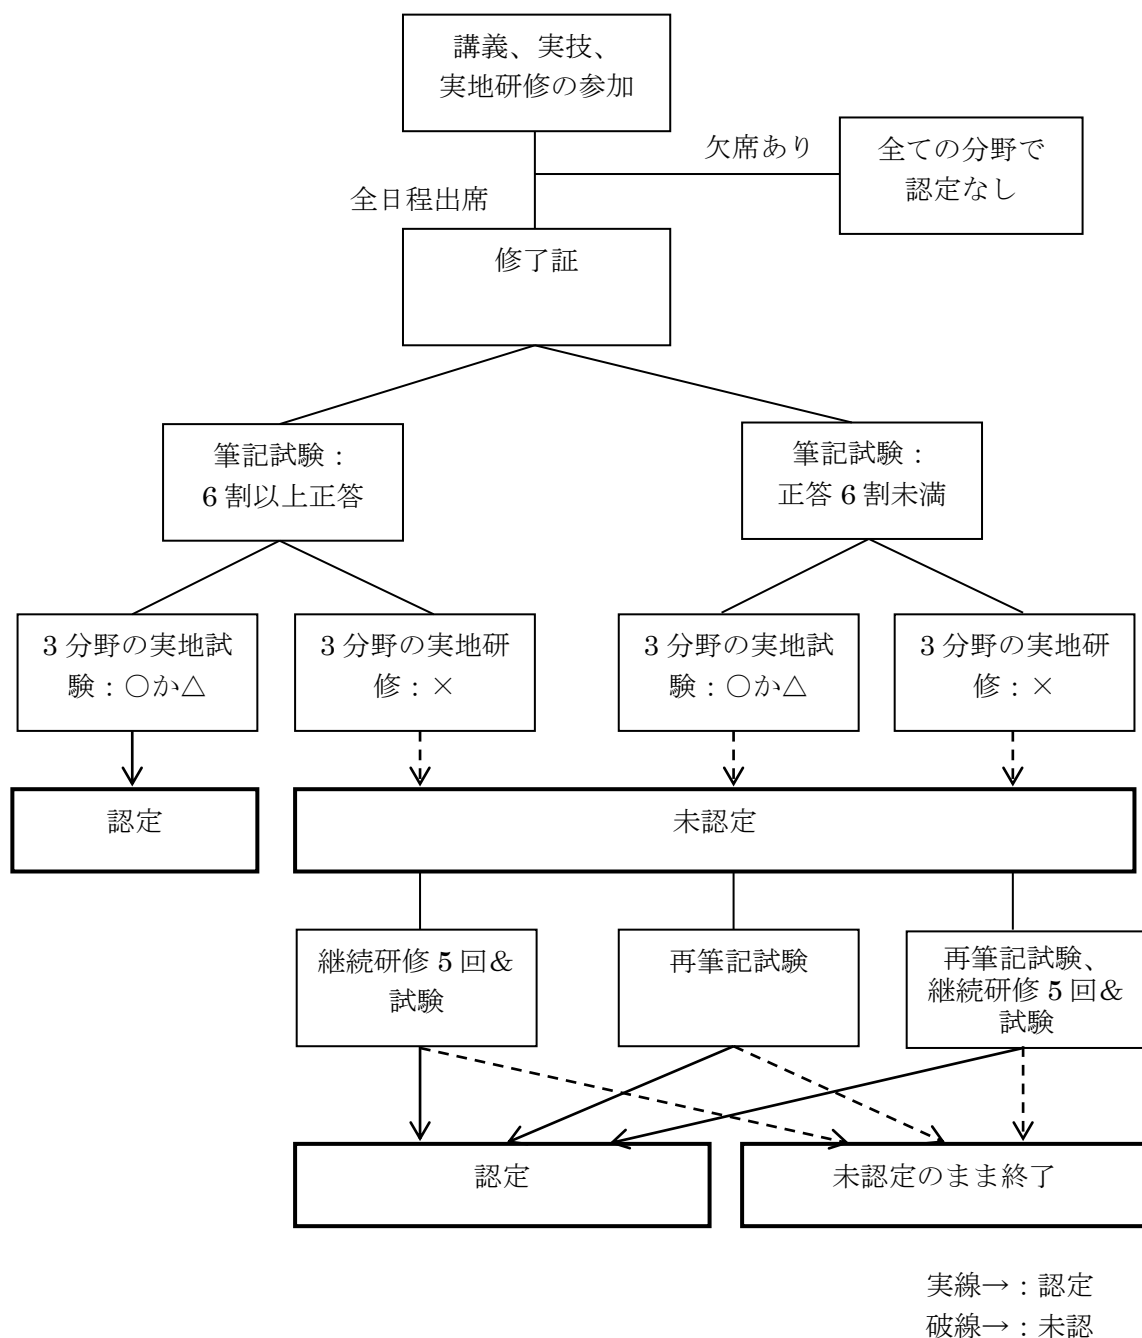 講義、実技、
実地研修の参加
欠席あり
全ての分野で
認定なし
全日程出席
修了証
筆記試験：
6 割以上正答
筆記試験：
正答 6 割未満
3 分野の実地試
験：○か△
3 分野の実地研
修：×
3 分野の実地試
験：○か△
3 分野の実地研
修：×
認定
未認定
継続研修 5 回＆
試験
再筆記試験
再筆記試験、
継続研修 5 回＆
試験
認定
未認定のまま終了
実線→：認定
破線→：未認